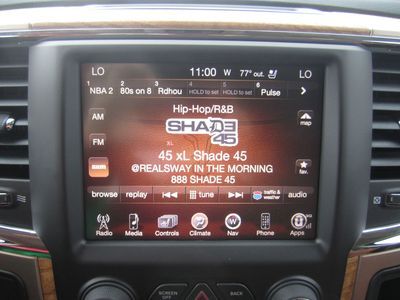 LO 11:00 W 77° out. LO
1 NBA 2 2 80s on 8 3 Rdhou 4 HOLD to set 5 HOLD to set 6 Pulse
Hip-Hop/R&B
AM
SHADE
45
map
XL
FM
45 xL Shade 45
@REALSWAY IN THE MORNING
888 SHADE 45
fav.
browse replay tune traffic & weather audio
Radio Media Controls Climate Nav Phone Apps
SCREEN OFF BACK